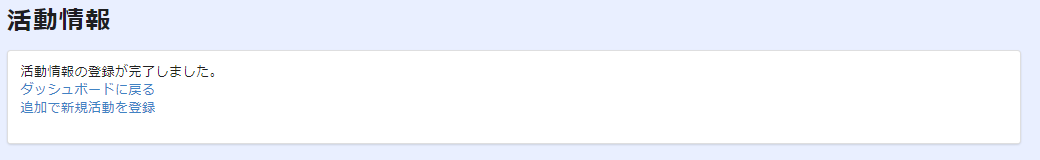 活動情報
活動情報の登録が完了しました。
ダッシュボードに戻る
追加で新規活動を登録